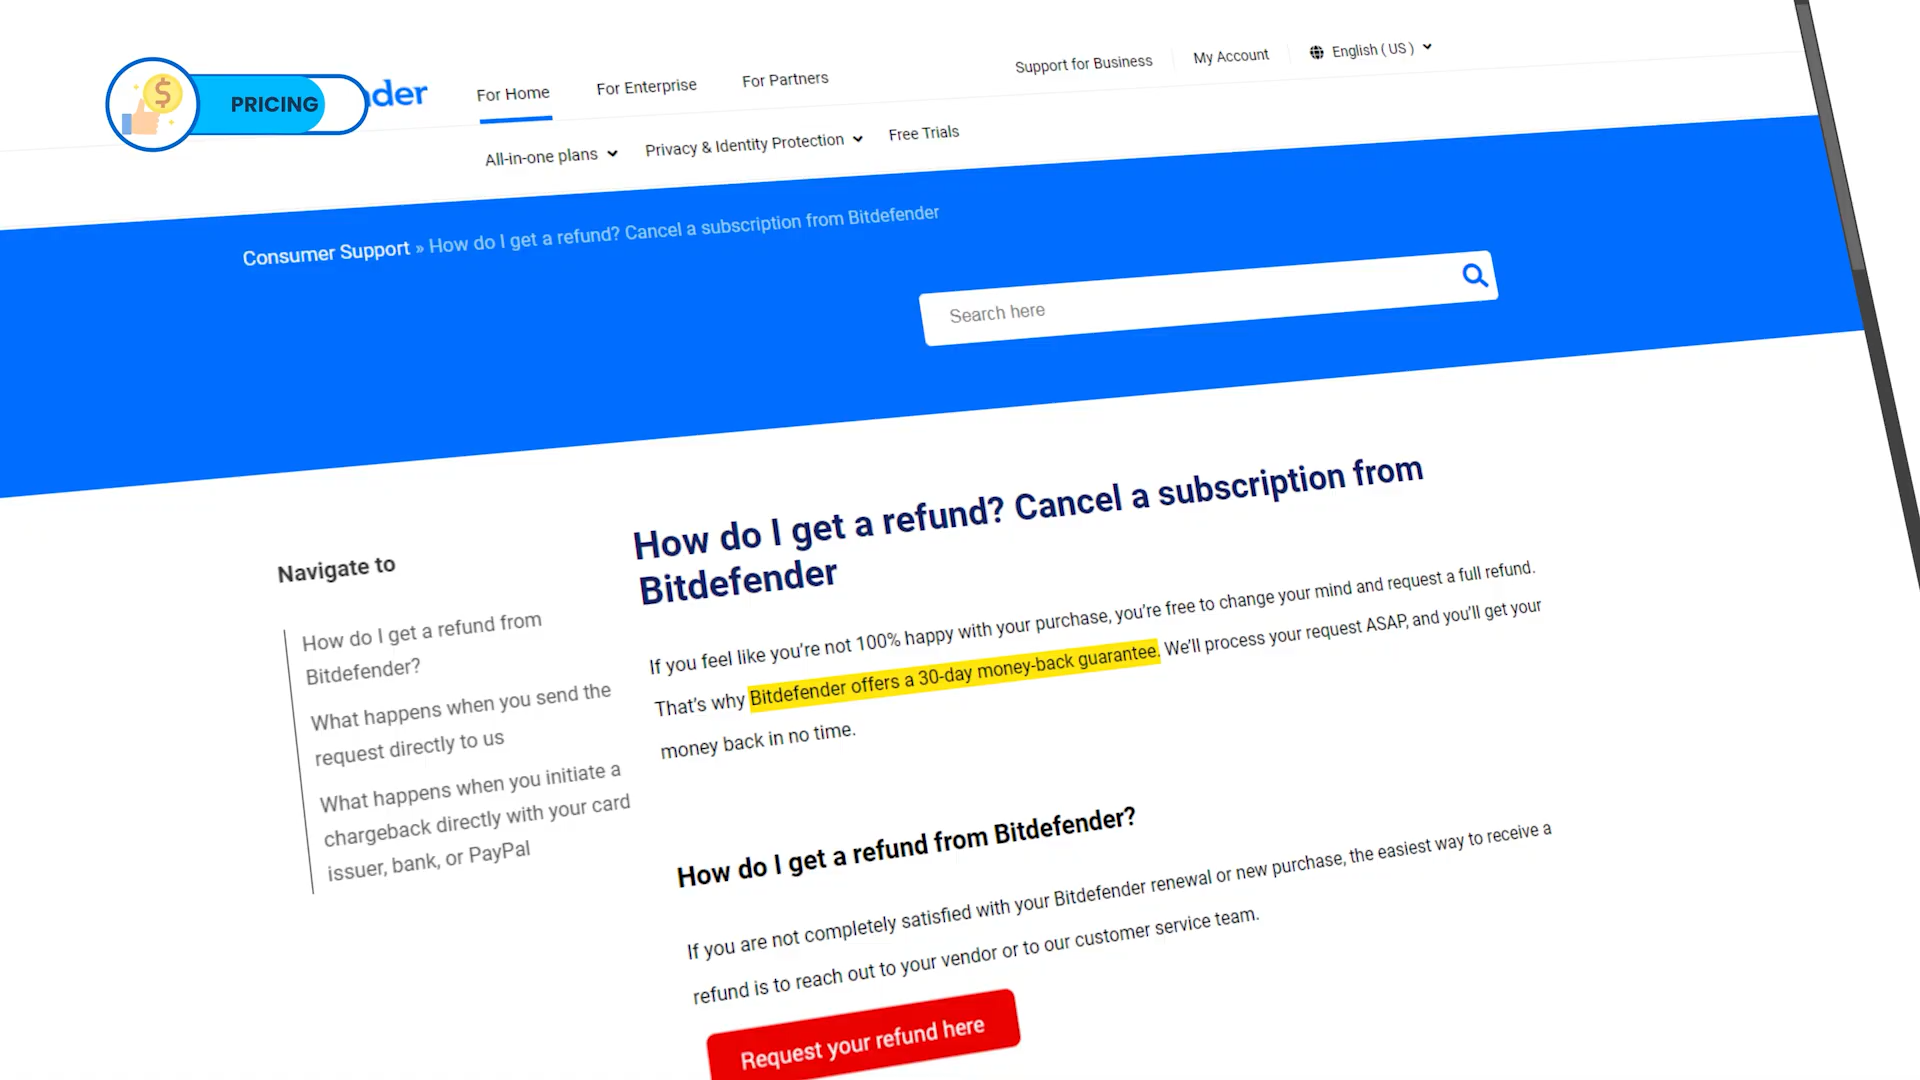 PRICING
For Home
For Enterprise
For Partners
Support for Business
My Account
English ( US )
All-in-one plans
Privacy & Identity Protection
Free Trials
Consumer Support » How do I get a refund? Cancel a subscription from Bitdefender
Search here
Navigate to
How do I get a refund from
Bitdefender?
What happens when you send the
request directly to us
What happens when you initiate a
chargeback directly with your card
issuer, bank, or PayPal
How do I get a refund? Cancel a subscription from
Bitdefender
If you feel like you're not 100% happy with your purchase, you're free to change your mind and request a full refund.
That's why Bitdefender offers a 30-day money-back guarantee. We'll process your request ASAP, and you'll get your
money back in no time.
How do I get a refund from Bitdefender?
If you are not completely satisfied with your Bitdefender renewal or new purchase, the easiest way to receive a
refund is to reach out to your vendor or to our customer service team.
Request your refund here